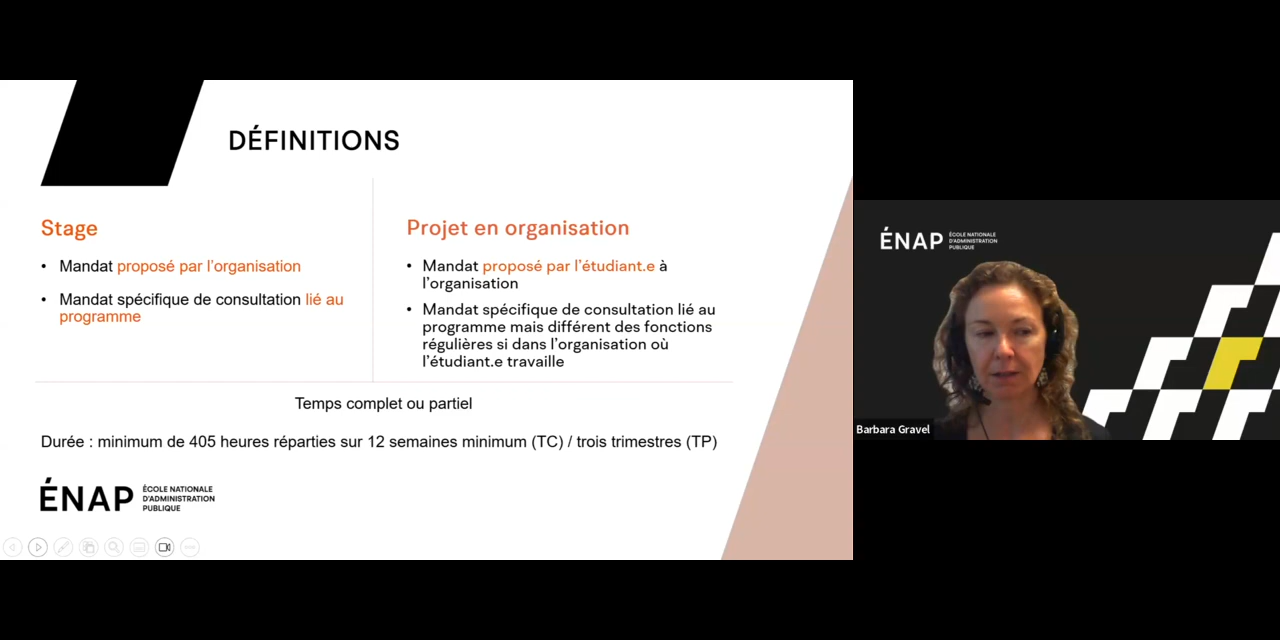 DÉFINITIONS
Stage
• Mandat proposé par l'organisation
• Mandat spécifique de consultation lié au
programme
Projet en organisation
• Mandat proposé par l'étudiant.e à
l'organisation
• Mandat spécifique de consultation lié au
programme mais différent des fonctions
régulières si dans l'organisation où
l'étudiant.e travaille
Temps complet ou partiel
Durée : minimum de 405 heures réparties sur 12 semaines minimum (TC) / trois trimestres (TP)
ÉNAP
ÉCOLE NATIONALE
D'ADMINISTRATION
PUBLIQUE
ÉNAP
ÉCOLE NATIONALE
D'ADMINISTRATION
PUBLIQUE
Barbara Gravel